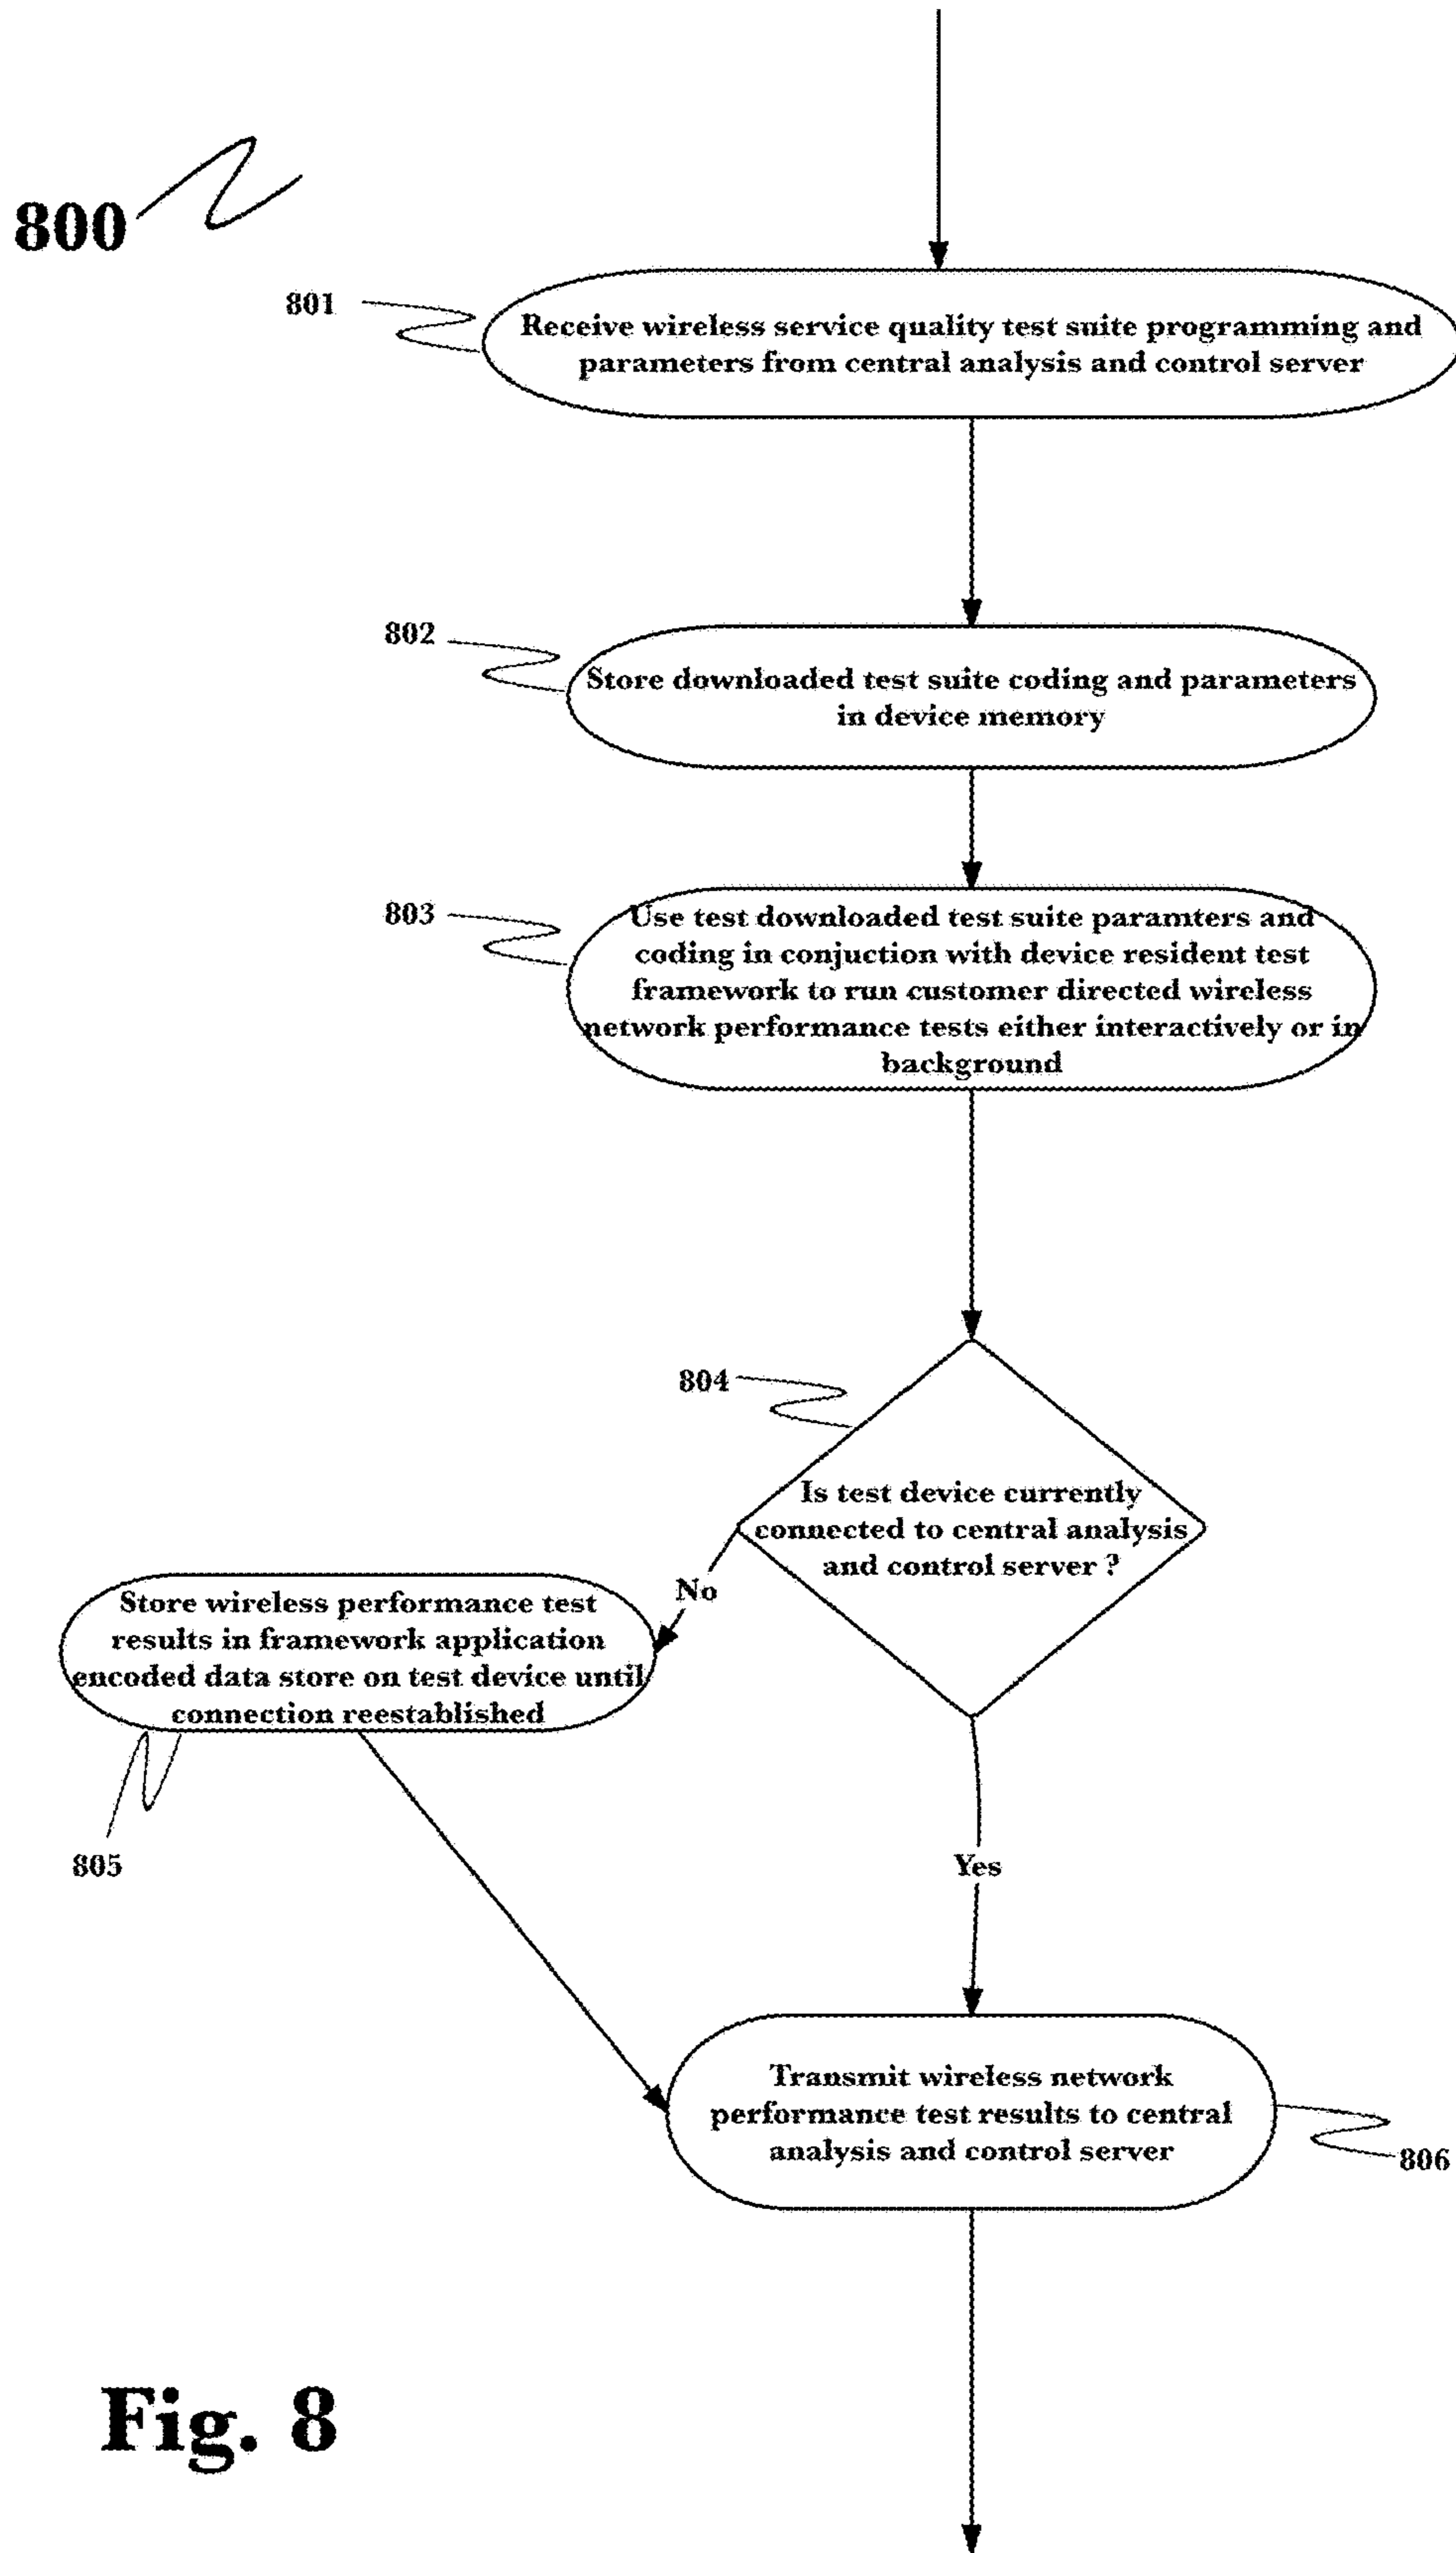 800
801
Receive wireless service quality test suite programming and
parameters from central analysis and control server
802
Store downloaded test suite coding and parameters
in device memory
803
Use test downloaded test suite paramters and
coding in conjuction with device resident test
framework to run customer directed wireless
network performance tests either interactively or in
background
804
Is test device currently
connected to central analysis
and control server ?
No
Store wireless performance test
results in framework application
encoded data store on test device until
connection reestablished
805
Yes
Transmit wireless network
performance test results to central
analysis and control server
806
Fig. 8